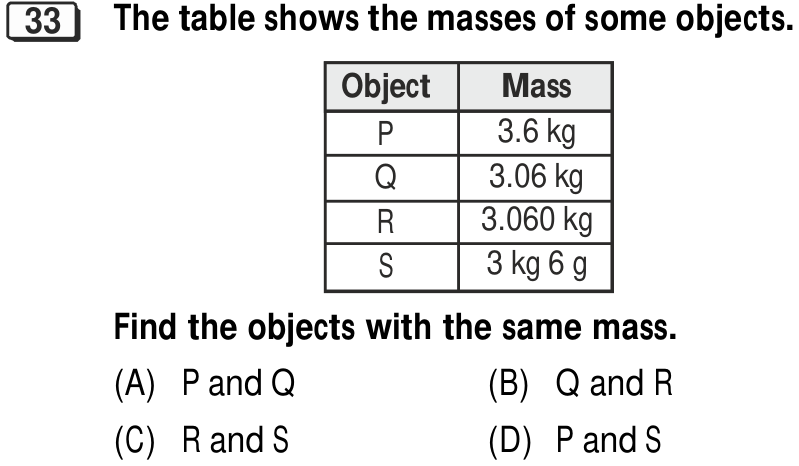 33 The table shows the masses of some objects.
Object Mass
P 3.6 kg
Q 3.06 kg
R 3.060 kg
S 3 kg 6 g
Find the objects with the same mass.
(A) P and Q (B) Q and R
(C) R and S (D) P and S